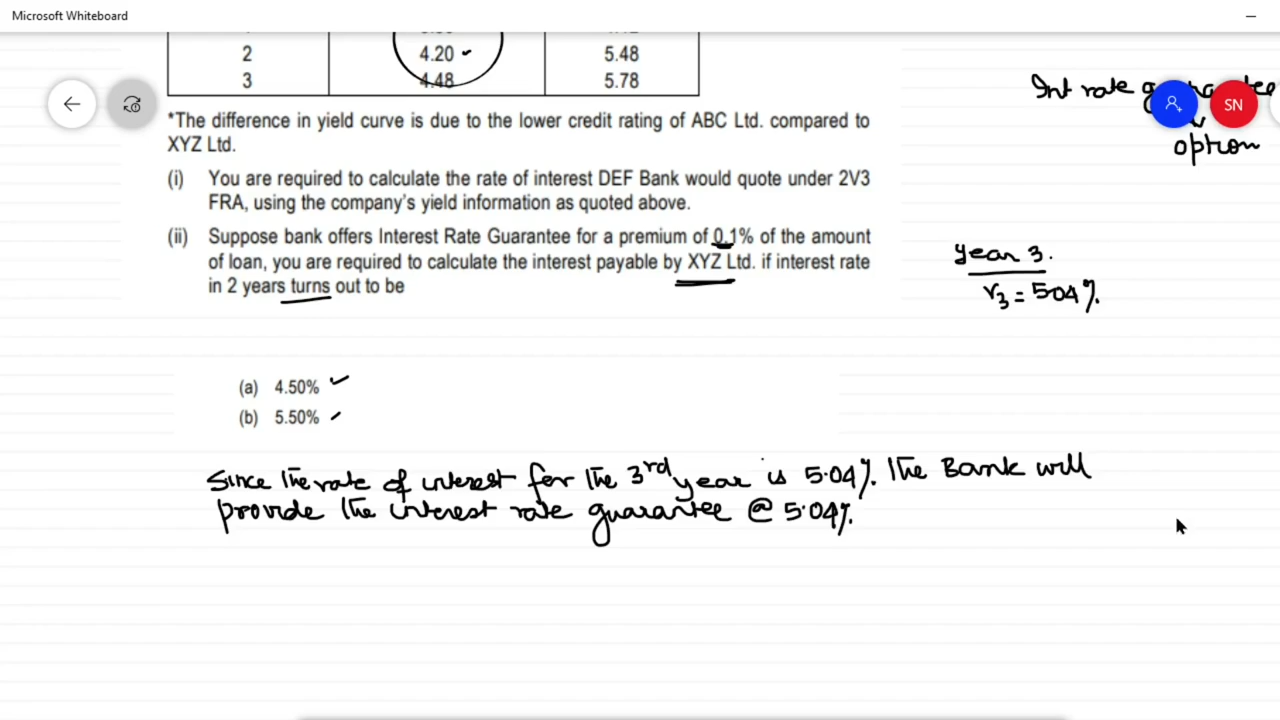 Microsoft Whiteboard
2 4.20 5.48
3 4.48 5.78
*The difference in yield curve is due to the lower credit rating of ABC Ltd. compared to
XYZ Ltd.
(i) You are required to calculate the rate of interest DEF Bank would quote under 2V3
FRA, using the company's yield information as quoted above.
(ii) Suppose bank offers Interest Rate Guarantee for a premium of 0.1% of the amount
of loan, you are required to calculate the interest payable by XYZ Ltd. if interest rate
in 2 years turns out to be
(a) 4.50%
(b) 5.50%
Int rate
SN
option
year 3.
r3 = 5.04%.
Since the rate of interest for the 3rd year is 5.04%. The Bank will
provide the interest rate guarantee @ 5.04%.